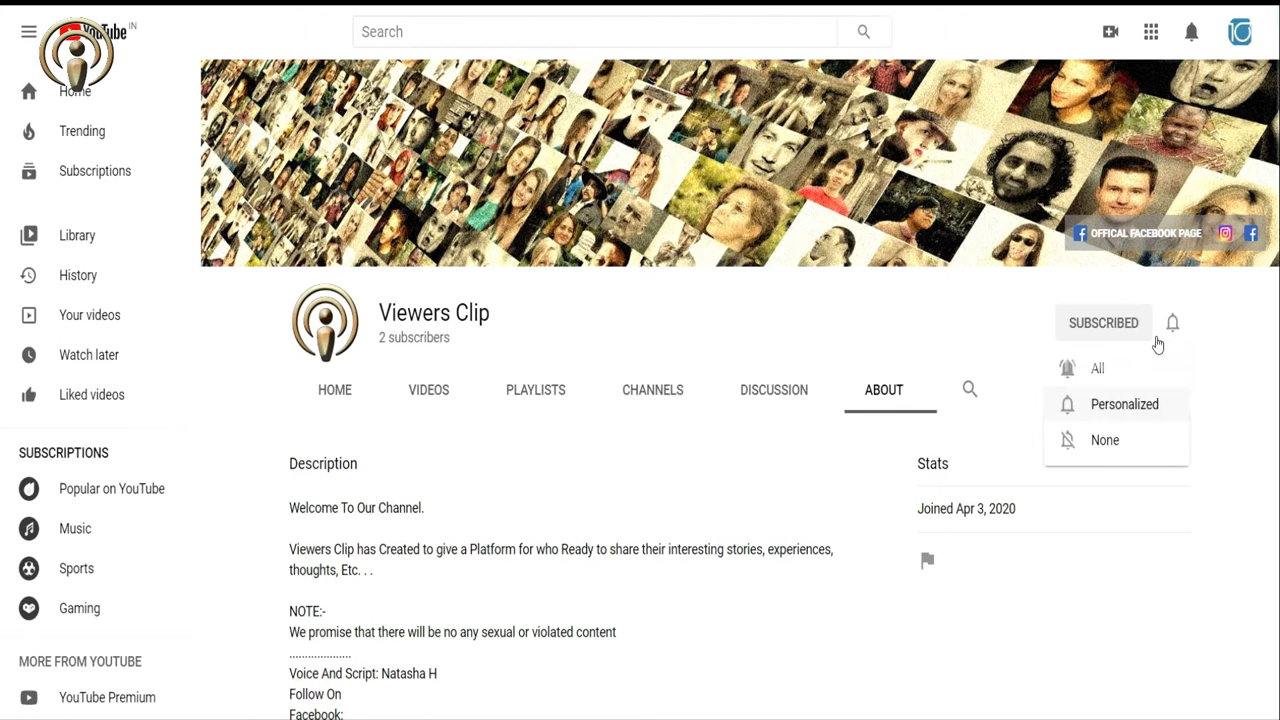 YouTube IN
Search
Home
Trending
Subscriptions
Library
History
Your videos
Watch later
Liked videos
SUBSCRIPTIONS
Popular on YouTube
Music
Sports
Gaming
MORE FROM YOUTUBE
YouTube Premium
OFFICAL FACEBOOK PAGE
Viewers Clip
2 subscribers
SUBSCRIBED
All
Personalized
None
HOME VIDEOS PLAYLISTS CHANNELS DISCUSSION ABOUT
Description
Welcome To Our Channel.
Viewers Clip has Created to give a Platform for who Ready to share their interesting stories, experiences,
thoughts, Etc. . .
NOTE:-
We promise that there will be no any sexual or violated content
....................
Voice And Script: Natasha H
Follow On
Facebook:
Stats
Joined Apr 3, 2020